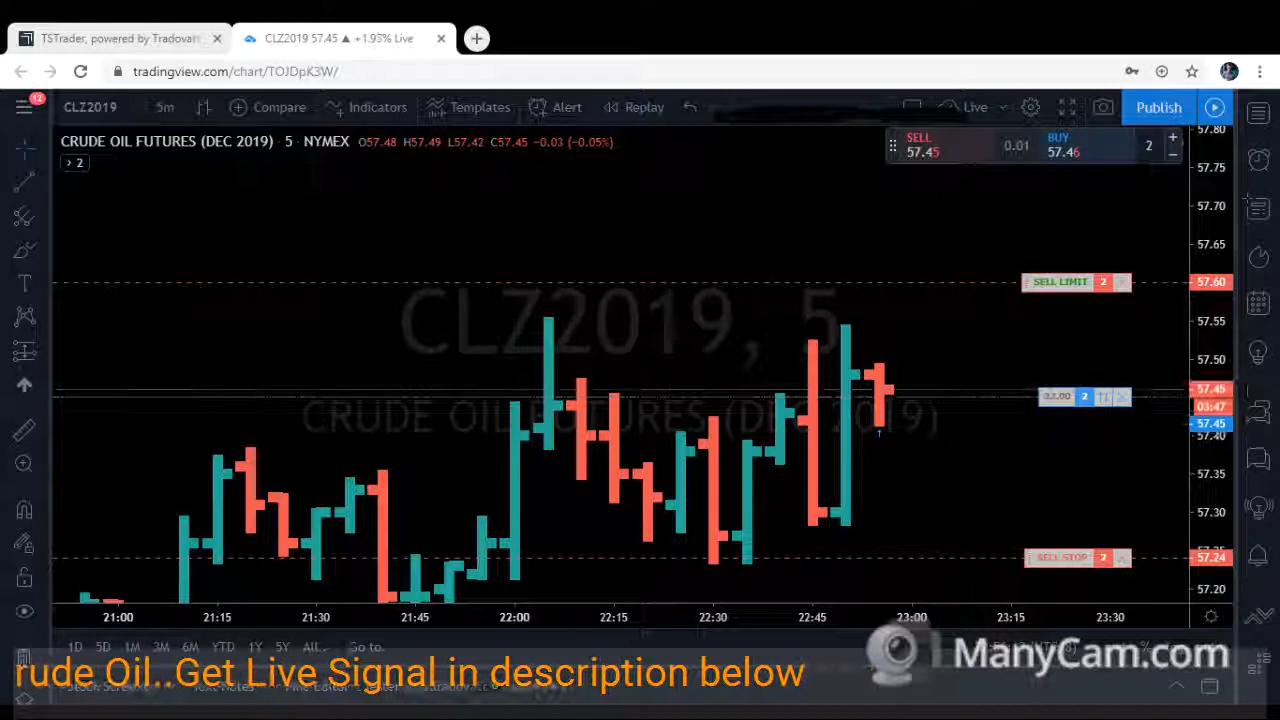 TSTrader, powered by Tradovat
CLZ2019 57.45 ▲ +1.93% Live
tradingview.com/chart/TOJDpK3W/
12
CLZ2019
5m
Compare
Indicators
Templates
Alert
Replay
Live
Publish
CRUDE OIL FUTURES (DEC 2019) · 5 · NYMEX O57.48 H57.49 L57.42 C57.45 −0.03 (−0.05%)
2
SELL
57.45
0.01
BUY
57.46
2
57.80
57.75
57.70
57.65
SELL LIMIT 2
57.60
CLZ2019, 5
57.55
57.50
57.45
2
03:47
CRUDE OIL FUTURES (DEC 2019)
57.45
57.40
57.35
57.30
SELL STOP 2
57.24
57.20
21:00 21:15 21:30 21:45 22:00 22:15 22:30 22:45 23:00 23:15 23:30
1D 5D 1M 3M 6M YTD 1Y 5Y All Go to..
rude Oil..Get Live Signal in description below
ManyCam.com